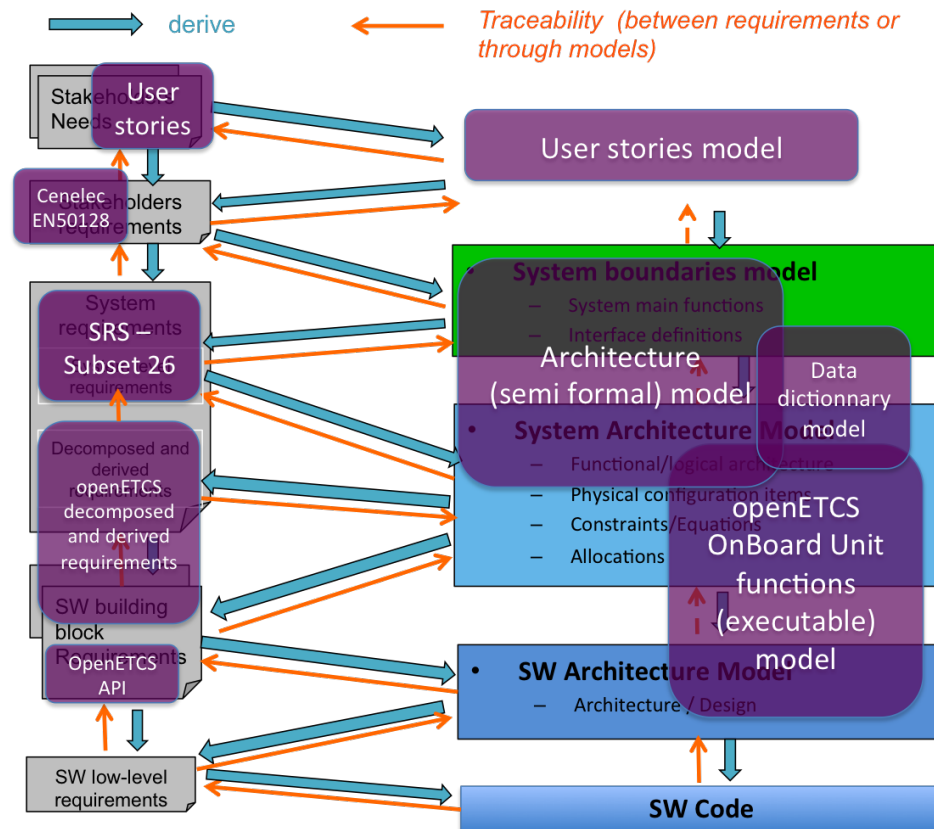 derive
Traceability (between requirements or
through models)
Stakeholders
Needs
User
stories
User stories model
Cenelec
EN50128
Stakeholders
requirements
• System boundaries model
– System main functions
– Interface definitions
System
requirements
SRS –
Subset 26
requirements
Architecture
(semi formal) model
Data
dictionnary
model
• System Architecture Model
– Functional/logical architecture
– Physical configuration items
– Constraints/Equations
– Allocations
Decomposed and
derived
requirements
openETCS
decomposed
and derived
requirements
openETCS
OnBoard Unit
functions
(executable)
model
SW building
block
Requirements
OpenETCS
API
• SW Architecture Model
– Architecture / Design
SW low-level
requirements
SW Code